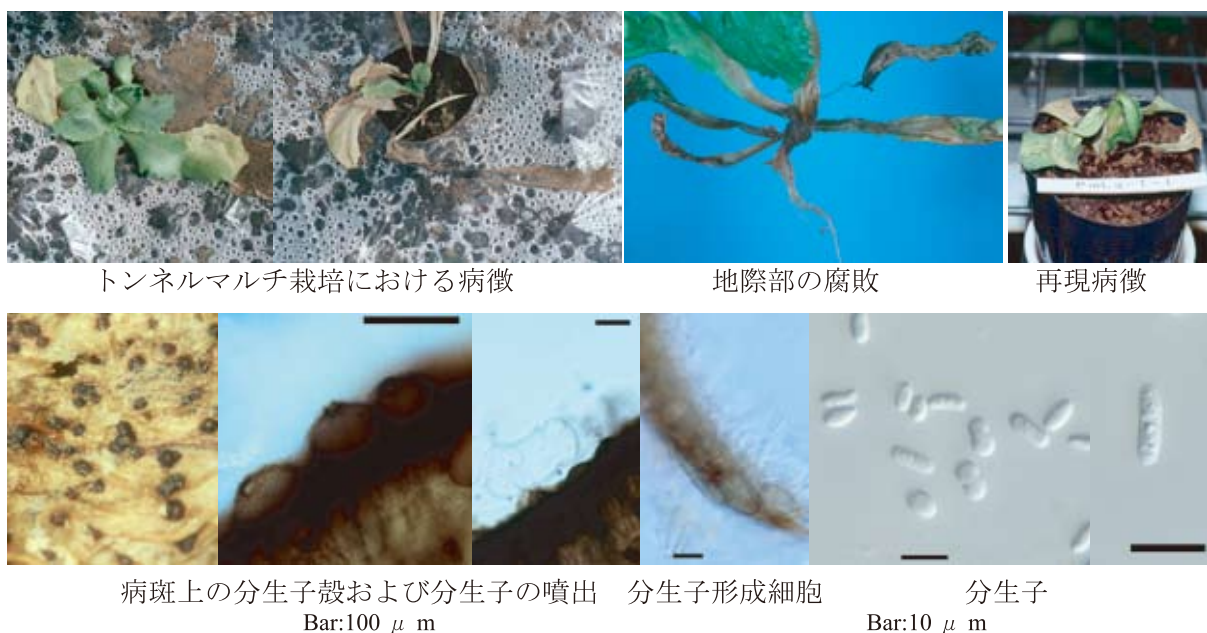 トンネルマルチ栽培における病徴
地際部の腐敗
再現病徴
病斑上の分生子殻および分生子の噴出
分生子形成細胞
分生子
Bar:100 μ m
Bar:10 μ m